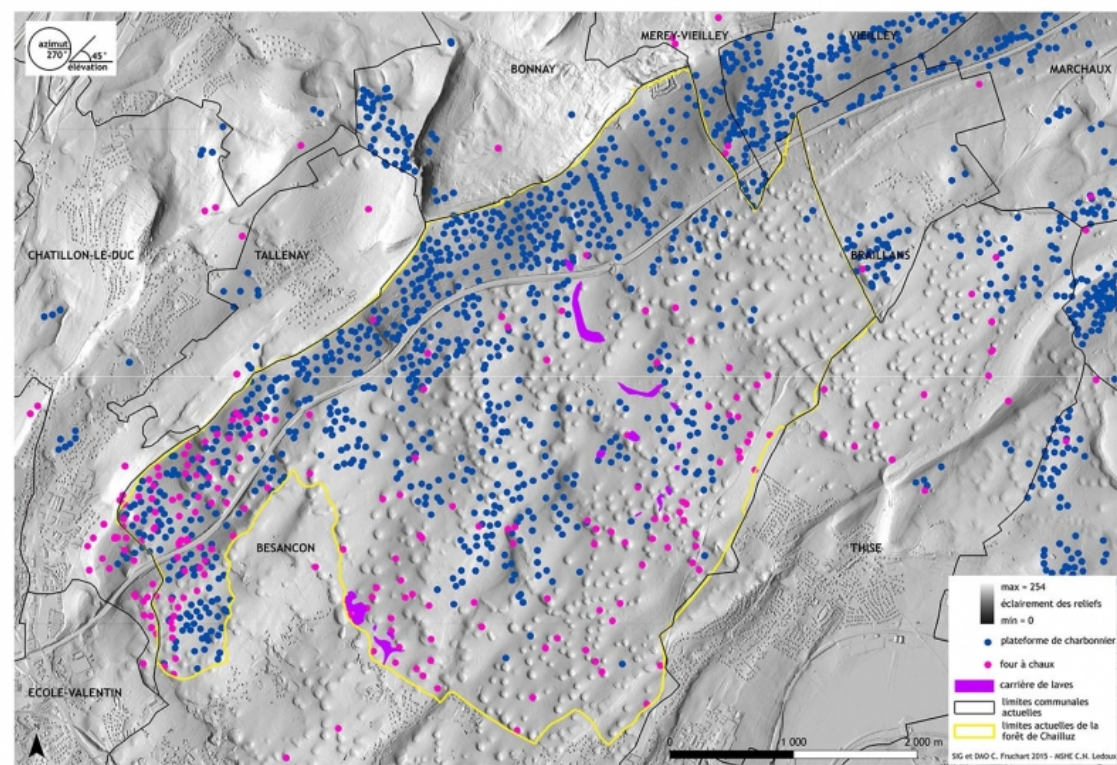 azimut
270°
45°
élévation
MEREY-VIEILLEY
VIEILLEY
BONNAY
MARCHAUX
CHATILLON-LE-DUC
TALLENAY
BRAILLANS
BESANCON
THISE
ECOLE-VALENTIN
max = 254
éclairement des reliefs
min = 0
plateforme de charbonnier
four à chaux
carrière de laves
limites communales
actuelles
limites actuelles de la
forêt de Chailluz
0 1 000 2 000 m
SIG et DAO C. Fruchart 2015 - MSHE C.H. Ledoux